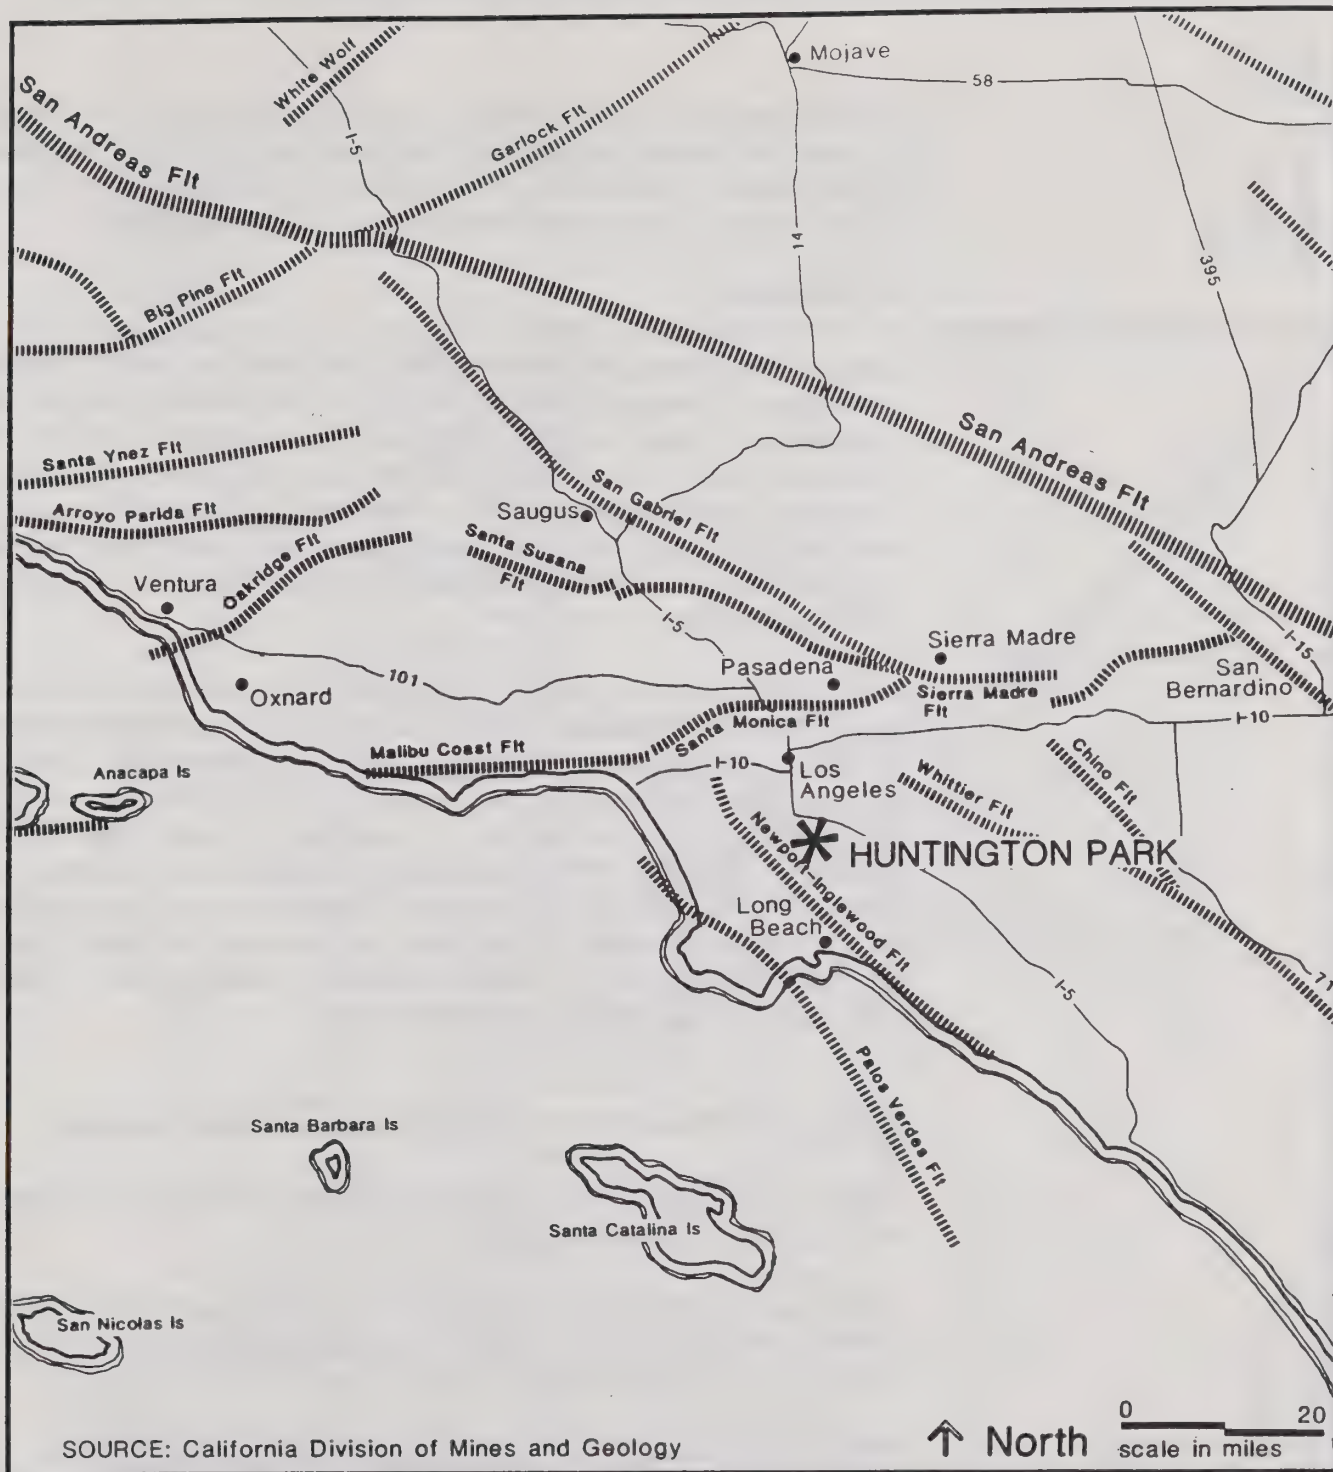 Mojave
White Wolf
58
San Andreas Flt
I-5
Garlock Flt
14
395
Big Pine Flt
San Andreas Flt
Santa Ynez Flt
Arroyo Parida Flt
San Gabriel Flt
Saugus
Santa Susana
Flt
Oakridge Flt
Ventura
I-5
Sierra Madre
I-15
Pasadena
101
San
Bernardino
Oxnard
Sierra Madre
Flt
Santa Monica Flt
I-10
Malibu Coast Flt
I-10
Chino Flt
Anacapa Is
Los
Angeles
Whittier Flt
Newport-Inglewood Flt
HUNTINGTON PARK
Long
Beach
71
I-5
Palos Verdes Flt
Santa Barbara Is
Santa Catalina Is
San Nicolas Is
0 20
North
scale in miles
SOURCE: California Division of Mines and Geology